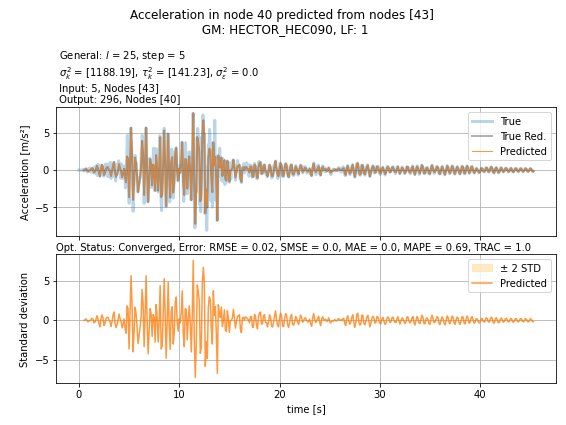 Acceleration in node 40 predicted from nodes [43]
GM: HECTOR_HEC090, LF: 1
General: l = 25, step = 5
σ²ₖ = [1188.19], τ²ₖ = [141.23], σ²ε = 0.0
Input: 5, Nodes [43]
Output: 296, Nodes [40]
True
True Red.
Predicted
5
0
−5
Acceleration [m/s²]
Opt. Status: Converged, Error: RMSE = 0.02, SMSE = 0.0, MAE = 0.0, MAPE = 0.69, TRAC = 1.0
± 2 STD
Predicted
5
0
−5
Standard deviation
0 10 20 30 40
time [s]